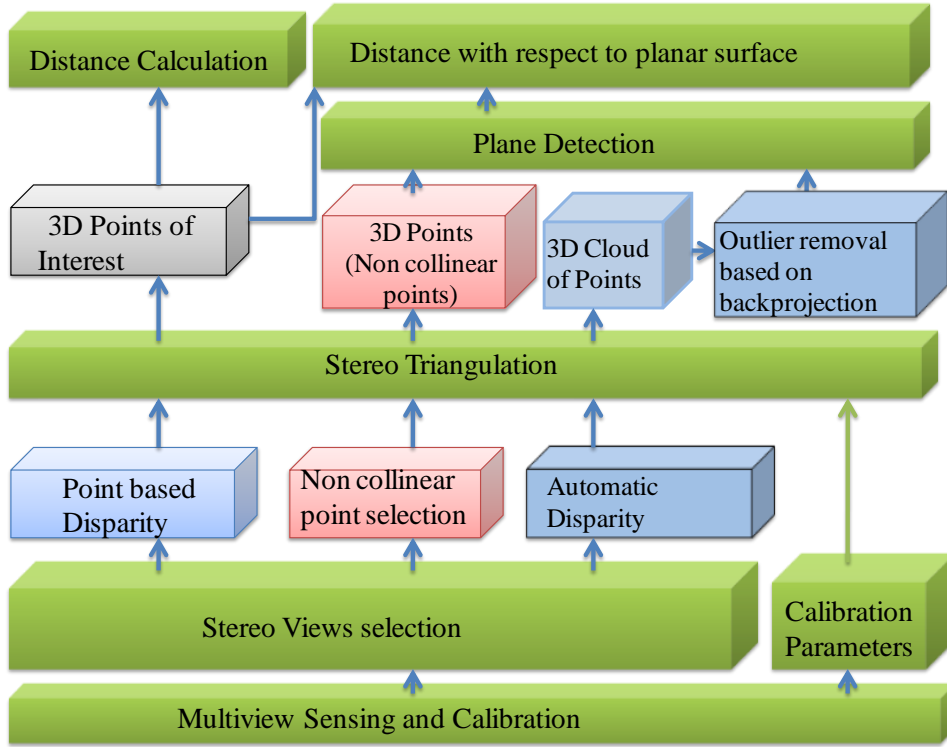 Distance Calculation
Distance with respect to planar surface
Plane Detection
3D Points of
Interest
3D Points
(Non collinear
points)
3D Cloud
of Points
Outlier removal
based on
backprojection
Stereo Triangulation
Point based
Disparity
Non collinear
point selection
Automatic
Disparity
Stereo Views selection
Calibration
Parameters
Multiview Sensing and Calibration